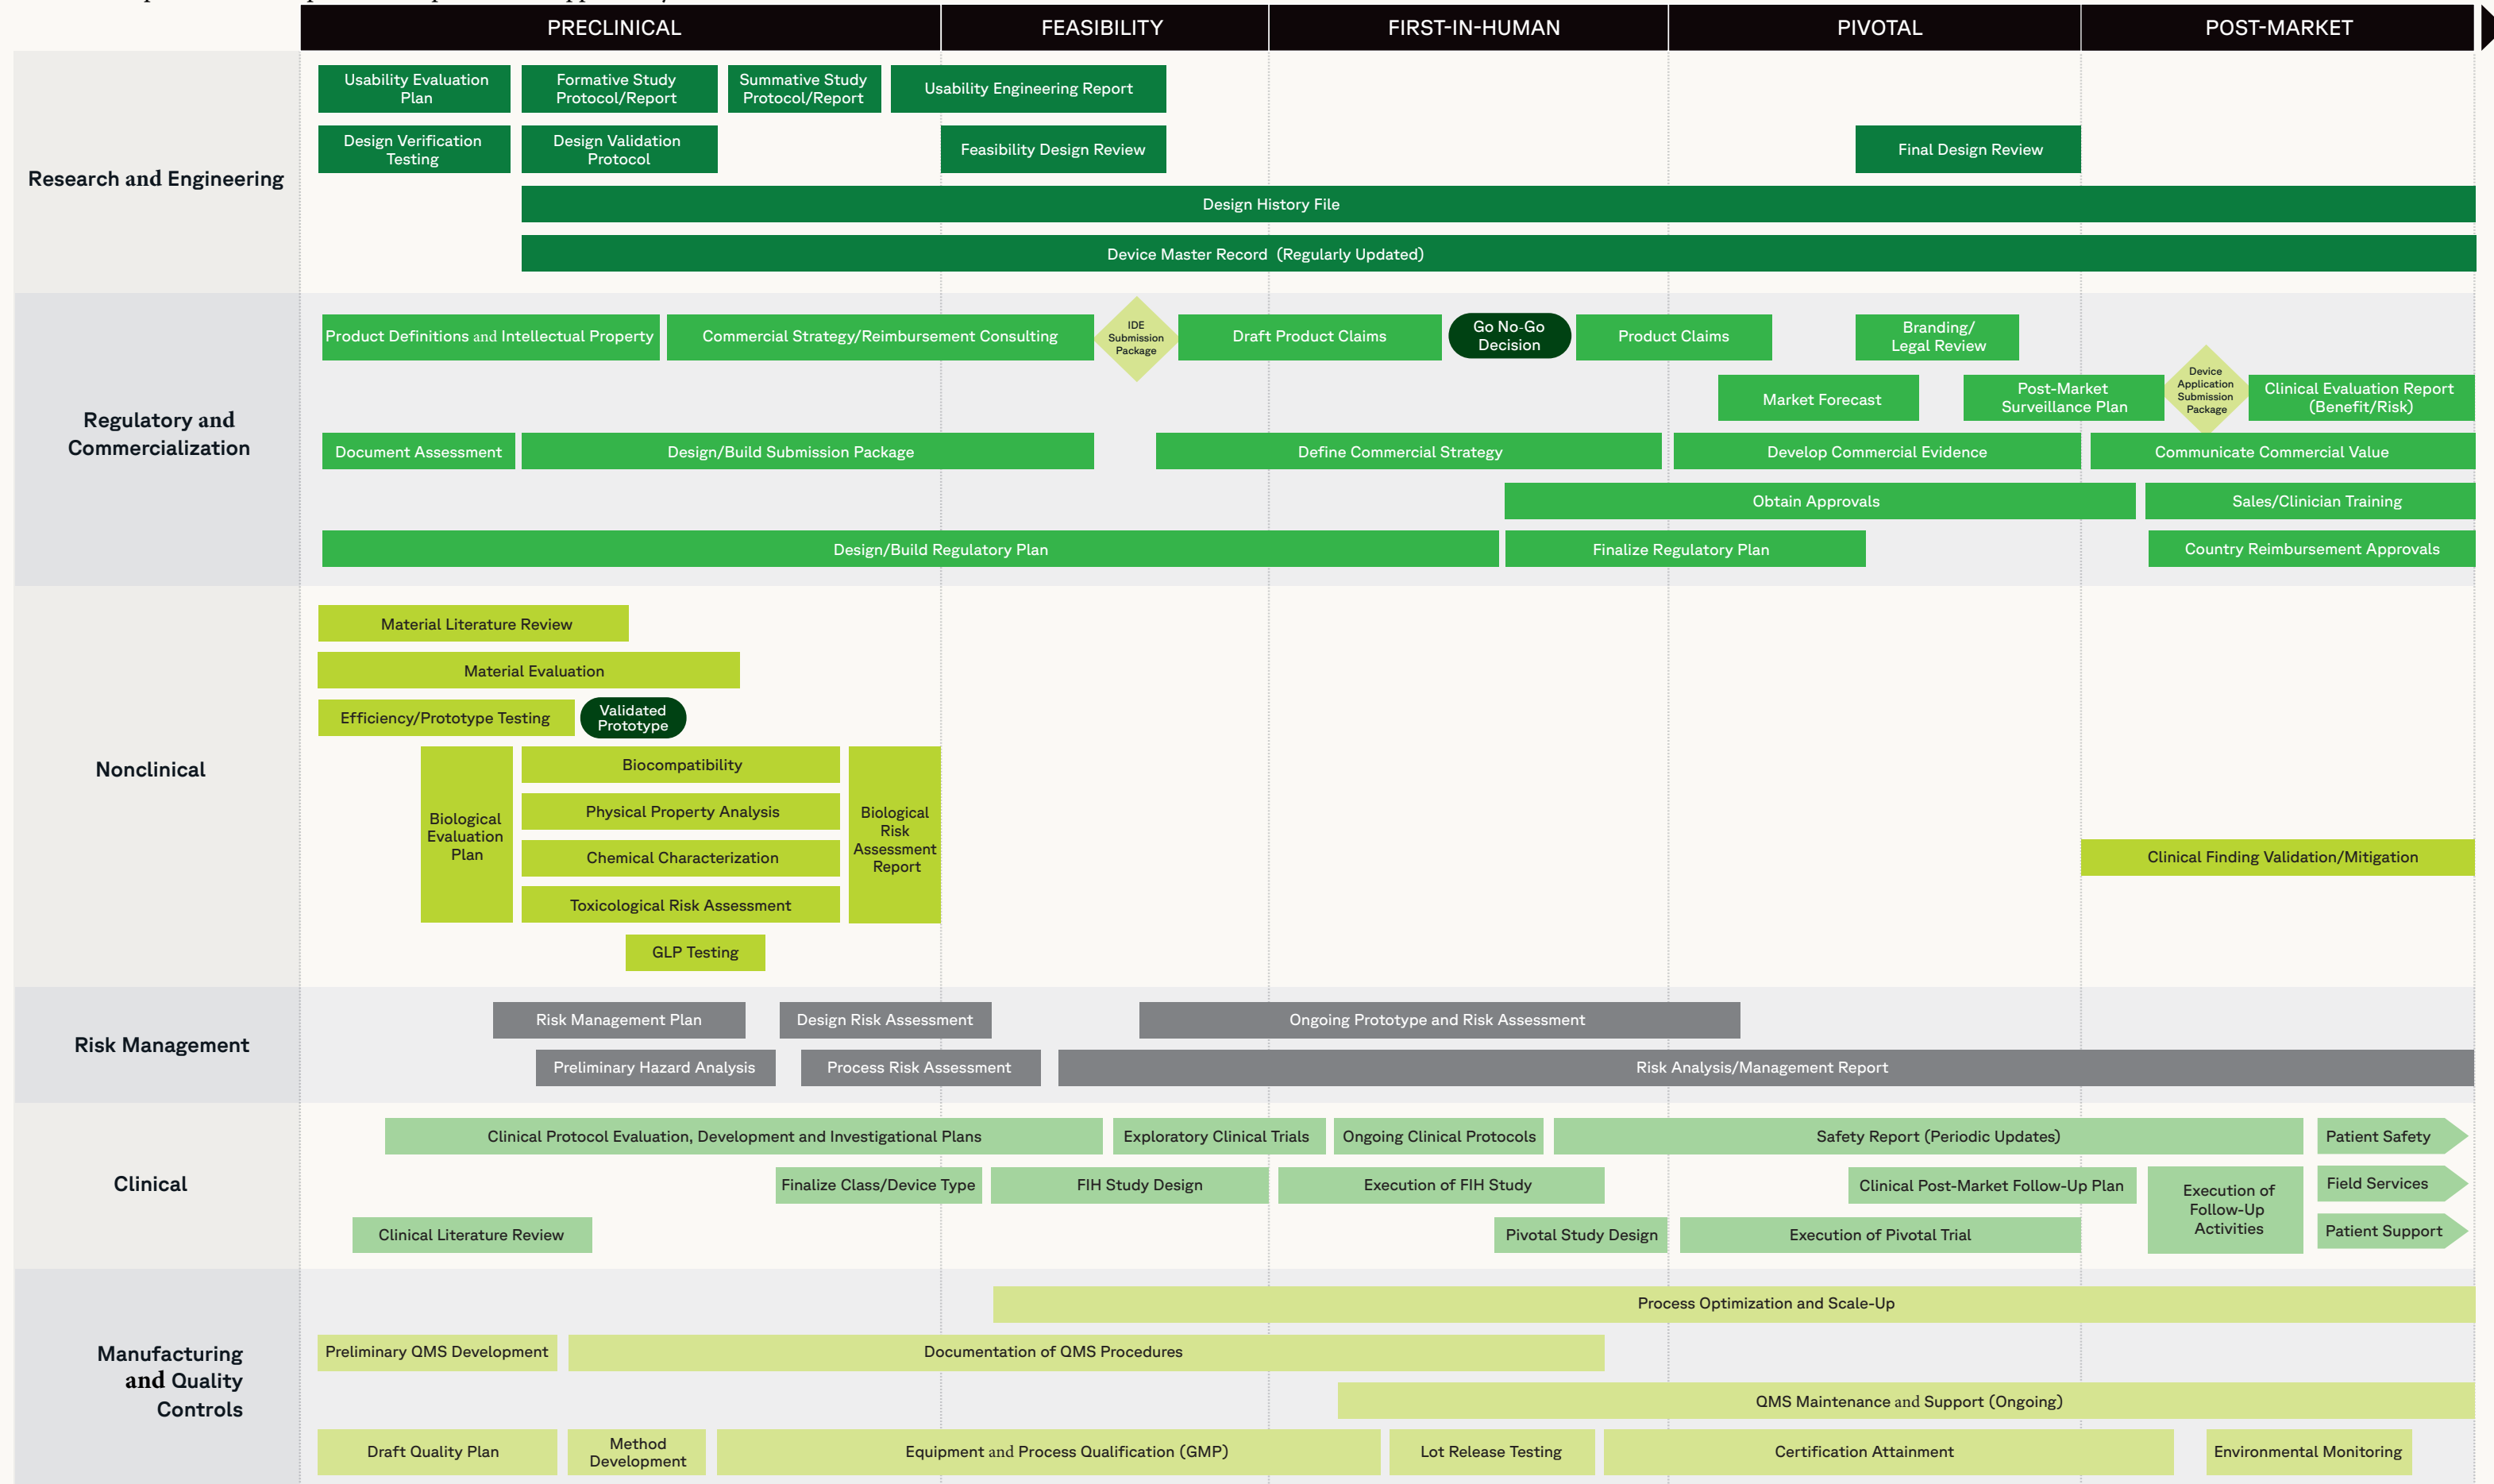 PRECLINICAL
FEASIBILITY
FIRST-IN-HUMAN
PIVOTAL
POST-MARKET
Research and Engineering
Usability Evaluation
Plan
Formative Study
Protocol/Report
Summative Study
Protocol/Report
Usability Engineering Report
Design Verification
Testing
Design Validation
Protocol
Feasibility Design Review
Final Design Review
Design History File
Device Master Record (Regularly Updated)
Regulatory and
Commercialization
Product Definitions and Intellectual Property
Commercial Strategy/Reimbursement Consulting
IDE
Submission
Package
Draft Product Claims
Go No-Go
Decision
Product Claims
Branding/
Legal Review
Market Forecast
Post-Market
Surveillance Plan
Device
Application
Submission
Package
Clinical Evaluation Report
(Benefit/Risk)
Document Assessment
Design/Build Submission Package
Define Commercial Strategy
Develop Commercial Evidence
Communicate Commercial Value
Obtain Approvals
Sales/Clinician Training
Design/Build Regulatory Plan
Finalize Regulatory Plan
Country Reimbursement Approvals
Nonclinical
Material Literature Review
Material Evaluation
Efficiency/Prototype Testing
Validated
Prototype
Biological
Evaluation
Plan
Biocompatibility
Physical Property Analysis
Chemical Characterization
Toxicological Risk Assessment
Biological
Risk
Assessment
Report
GLP Testing
Clinical Finding Validation/Mitigation
Risk Management
Risk Management Plan
Design Risk Assessment
Ongoing Prototype and Risk Assessment
Preliminary Hazard Analysis
Process Risk Assessment
Risk Analysis/Management Report
Clinical
Clinical Protocol Evaluation, Development and Investigational Plans
Exploratory Clinical Trials
Ongoing Clinical Protocols
Safety Report (Periodic Updates)
Patient Safety
Finalize Class/Device Type
FIH Study Design
Execution of FIH Study
Clinical Post-Market Follow-Up Plan
Execution of
Follow-Up
Activities
Field Services
Clinical Literature Review
Pivotal Study Design
Execution of Pivotal Trial
Patient Support
Manufacturing
and Quality
Controls
Process Optimization and Scale-Up
Preliminary QMS Development
Documentation of QMS Procedures
QMS Maintenance and Support (Ongoing)
Draft Quality Plan
Method
Development
Equipment and Process Qualification (GMP)
Lot Release Testing
Certification Attainment
Environmental Monitoring